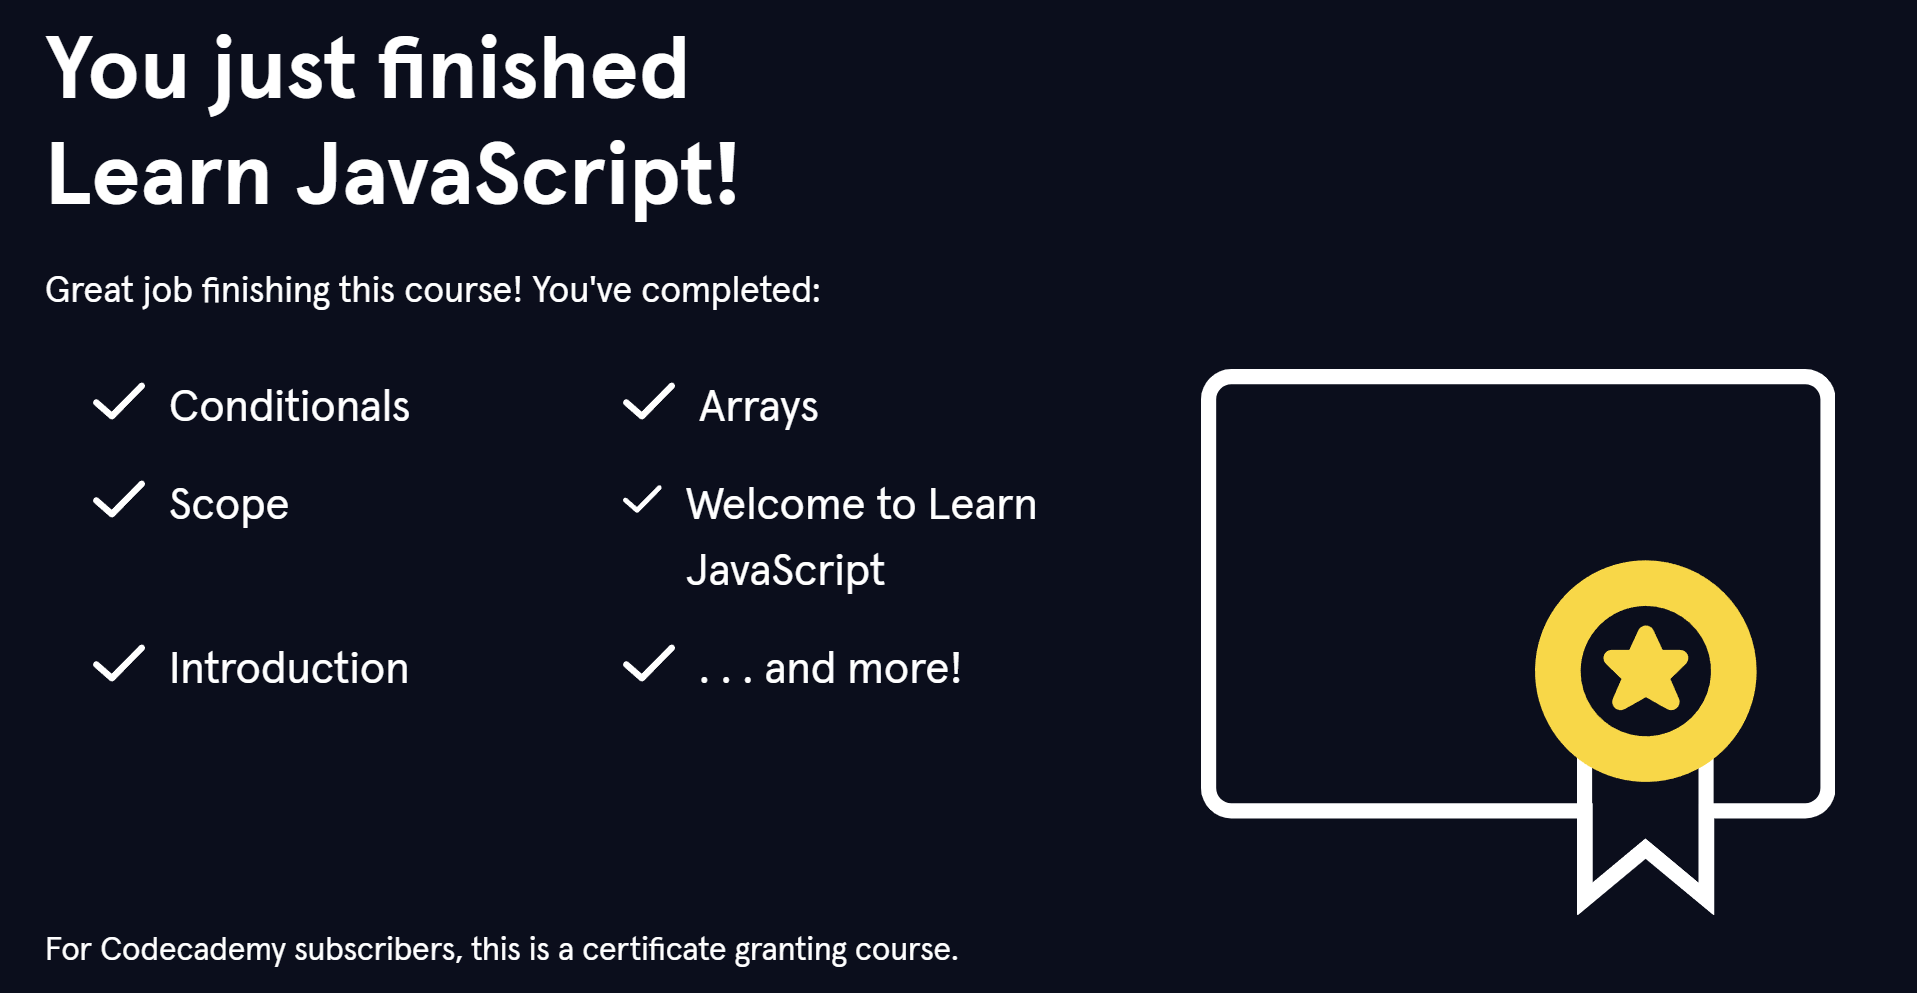 You just finished
Learn JavaScript!
Great job finishing this course! You've completed:
Conditionals
Arrays
Scope
Welcome to Learn
JavaScript
Introduction
. . . and more!
For Codecademy subscribers, this is a certificate granting course.